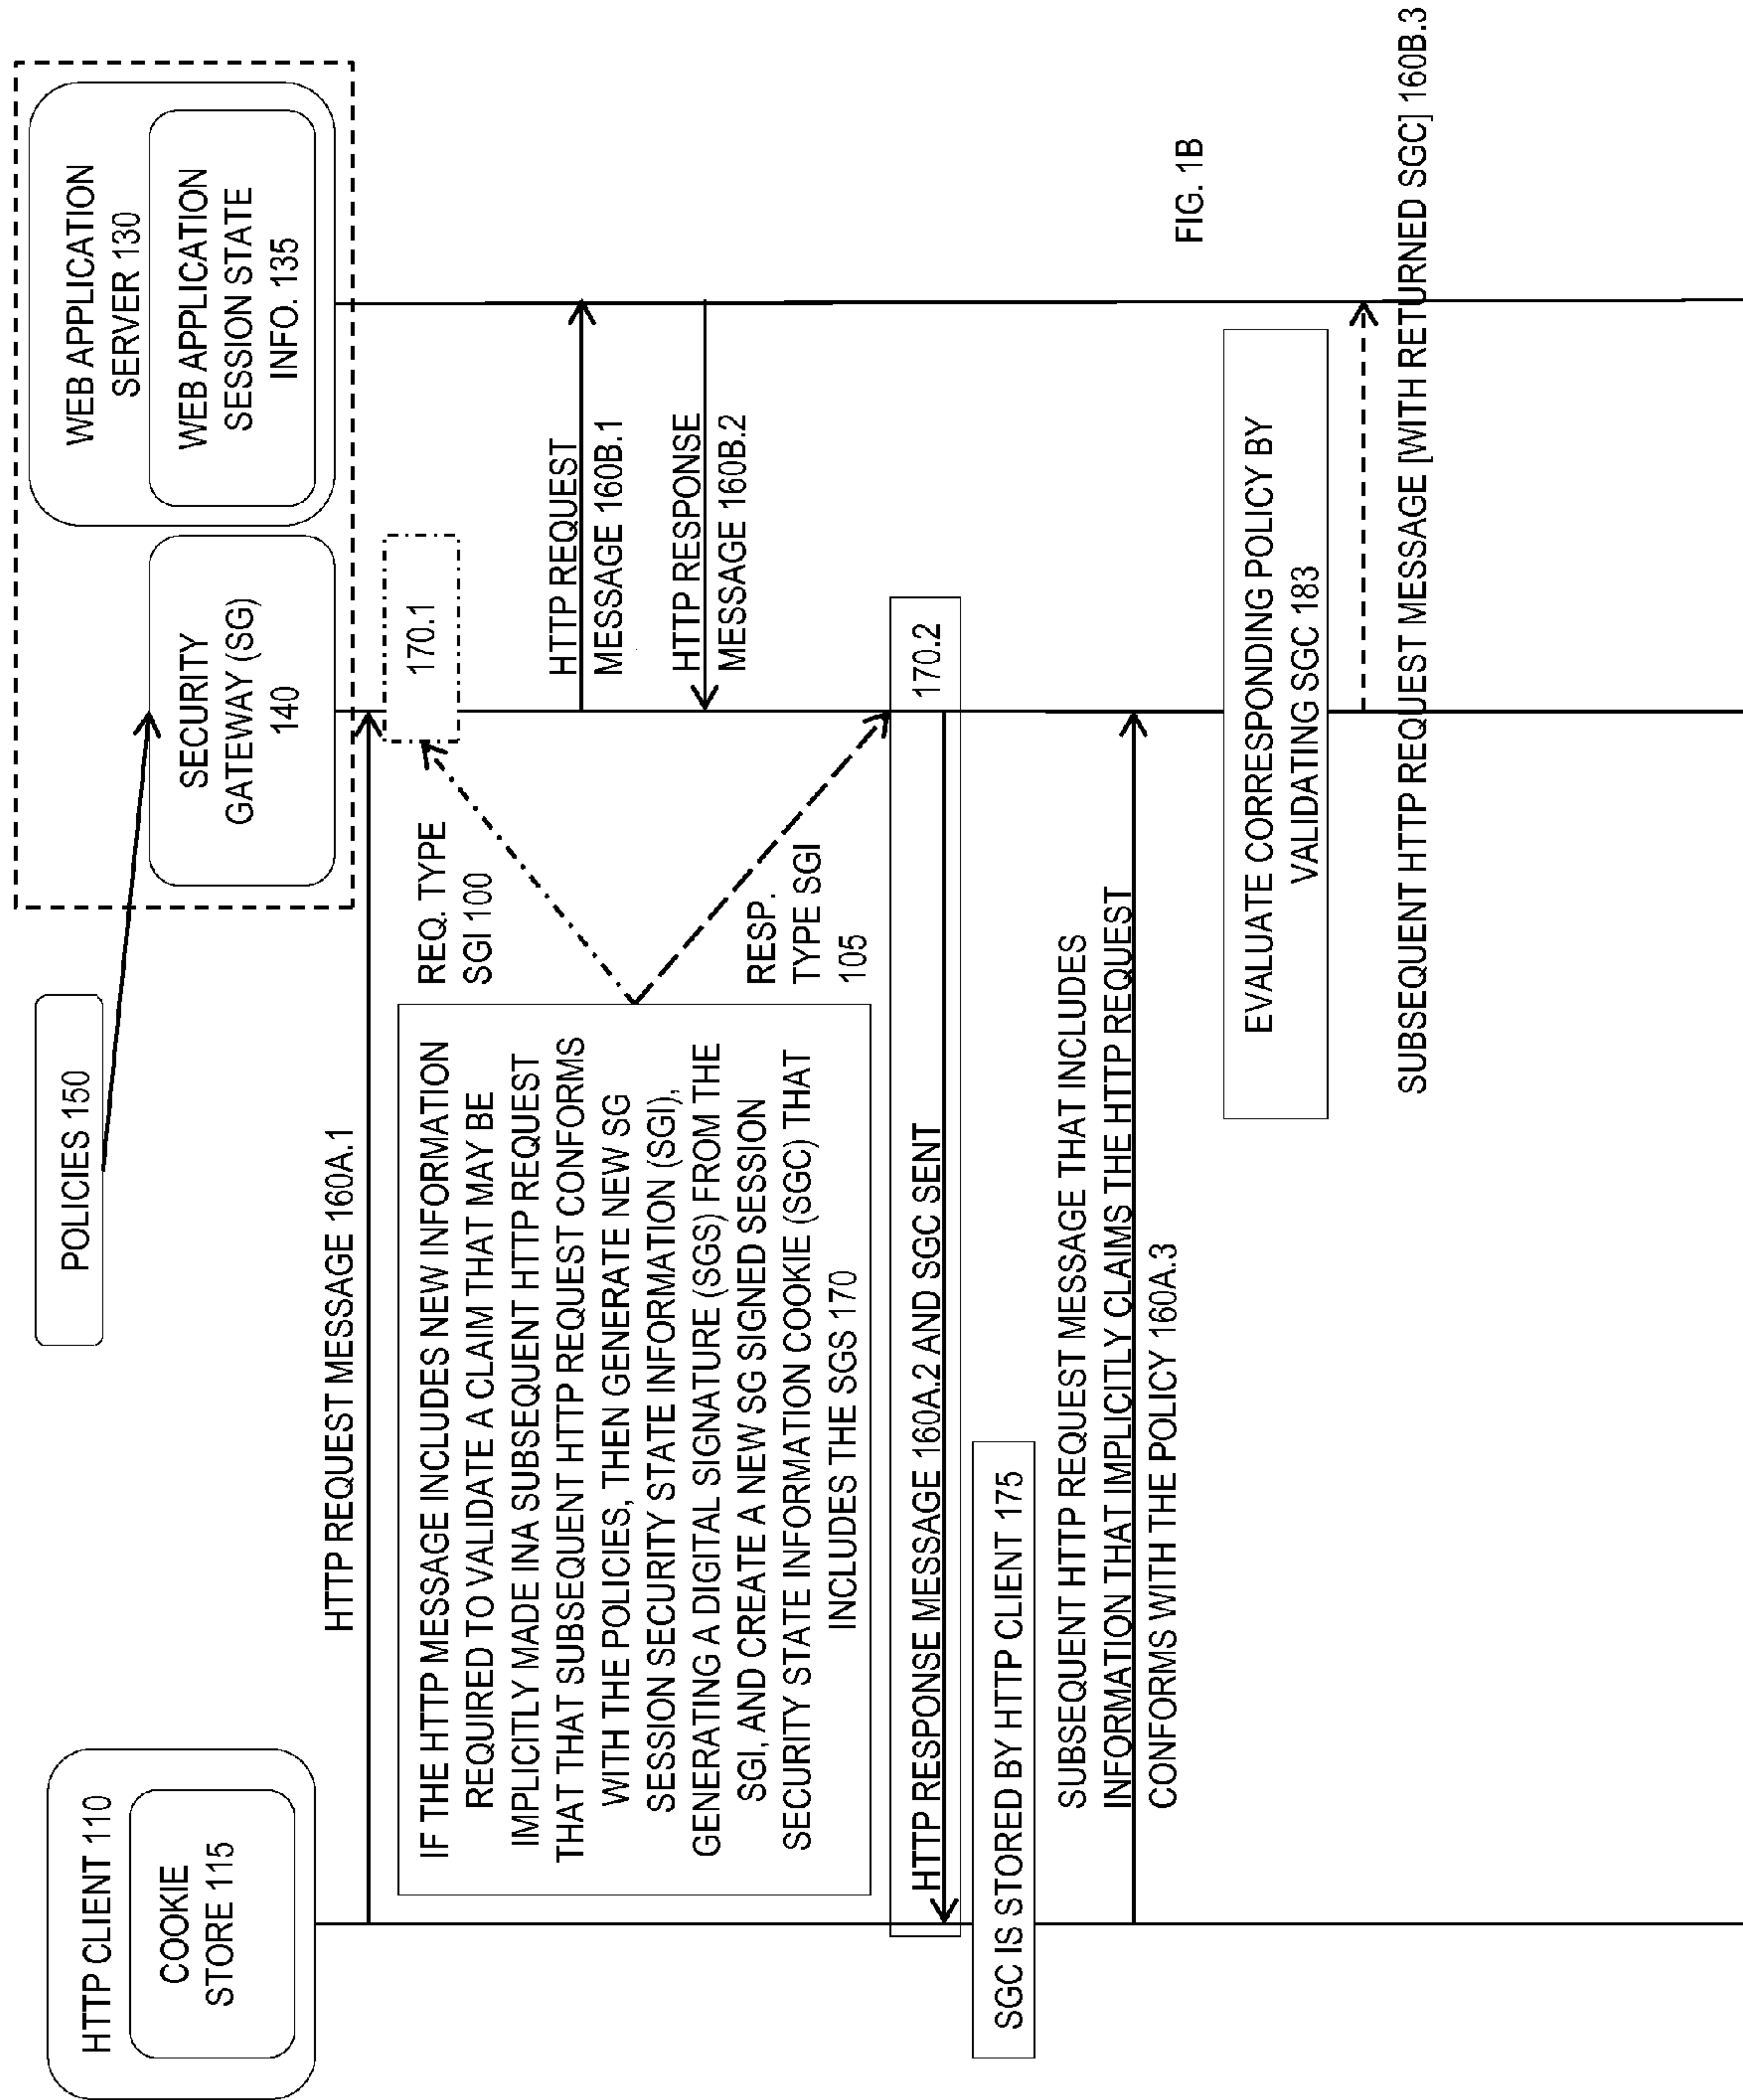 HTTP CLIENT 110
COOKIE
STORE 115
POLICIES 150
SECURITY
GATEWAY (SG)
140
WEB APPLICATION
SERVER 130
WEB APPLICATION
SESSION STATE
INFO. 135
HTTP REQUEST MESSAGE 160A.1
IF THE HTTP MESSAGE INCLUDES NEW INFORMATION
REQUIRED TO VALIDATE A CLAIM THAT MAY BE
IMPLICITLY MADE INA SUBSEQUENT HTTP REQUEST
THAT THAT SUBSEQUENT HTTP REQUEST CONFORMS
WITH THE POLICIES, THEN GENERATE NEW SG
SESSION SECURITY STATE INFORMATION (SGI),
GENERATING A DIGITAL SIGNATURE (SGS) FROM THE
SGI, AND CREATE A NEW SG SIGNED SESSION
SECURITY STATE INFORMATION COOKIE (SGC) THAT
INCLUDES THE SGS 170
REQ. TYPE
SGI 100
170.1
HTTP REQUEST
MESSAGE 160B.1
HTTP RESPONSE
MESSAGE 160B.2
RESP.
TYPE SGI
105
170.2
HTTP RESPONSE MESSAGE 160A.2 AND SGC SENT
SGC IS STORED BY HTTP CLIENT 175
SUBSEQUENT HTTP REQUEST MESSAGE THAT INCLUDES
INFORMATION THAT IMPLICITLY CLAIMS THE HTTP REQUEST
CONFORMS WITH THE POLICY 160A.3
FIG. 1B
EVALUATE CORRESPONDING POLICY BY
VALIDATING SGC 183
SUBSEQUENT HTTP REQUEST MESSAGE [WITH RETURNED SGC] 160B.3